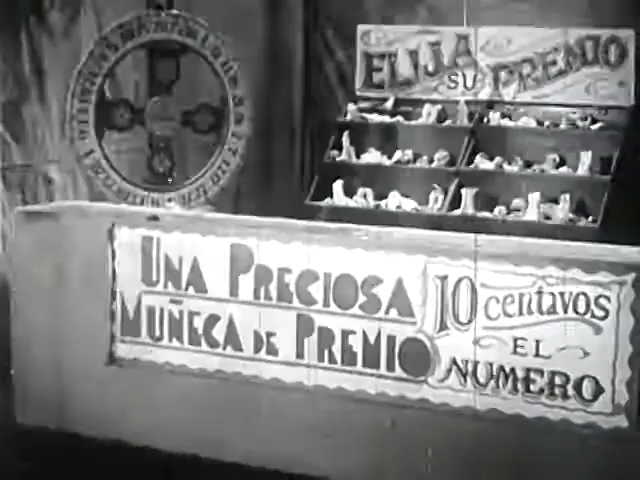 ELIJA
SU PREMIO
UNA PRECIOSA
MUÑECA DE PREMIO
10 centavos
EL
NUMERO